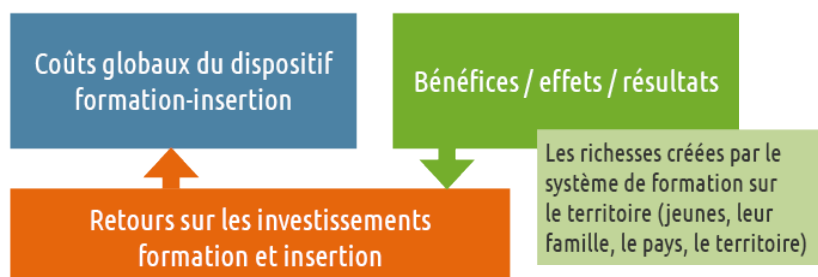 Coûts globaux du dispositif
formation-insertion
Bénéfices / effets / résultats
Les richesses créées par le
système de formation sur
le territoire (jeunes, leur
famille, le pays, le territoire)
Retours sur les investissements
formation et insertion